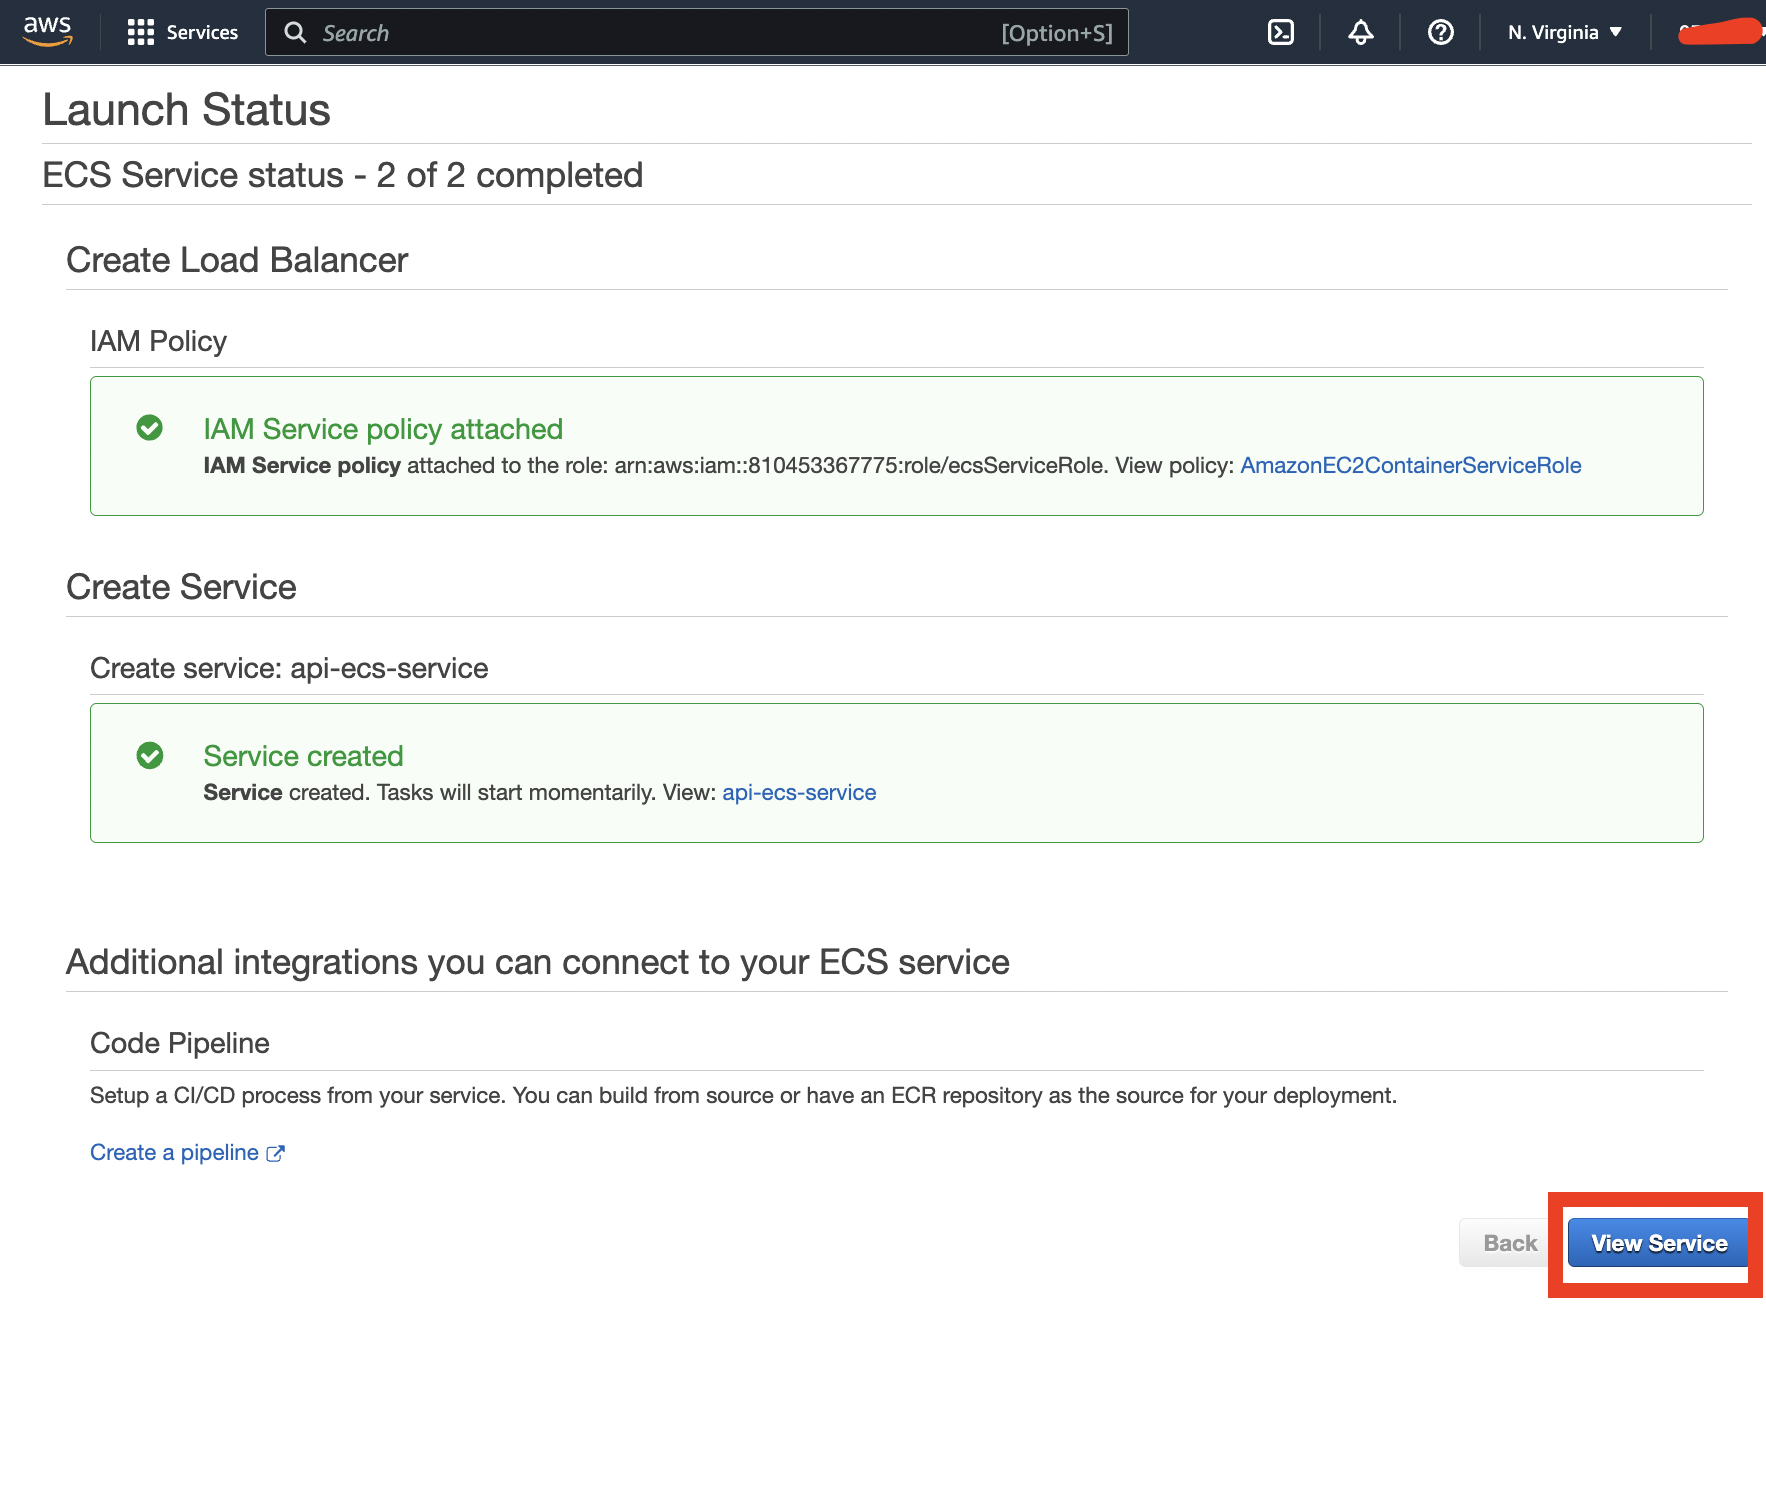 aws
Services
Search
[Option+S]
N. Virginia
Launch Status
ECS Service status - 2 of 2 completed
Create Load Balancer
IAM Policy
IAM Service policy attached
IAM Service policy attached to the role: arn:aws:iam::810453367775:role/ecsServiceRole. View policy: AmazonEC2ContainerServiceRole
Create Service
Create service: api-ecs-service
Service created
Service created. Tasks will start momentarily. View: api-ecs-service
Additional integrations you can connect to your ECS service
Code Pipeline
Setup a CI/CD process from your service. You can build from source or have an ECR repository as the source for your deployment.
Create a pipeline
Back
View Service